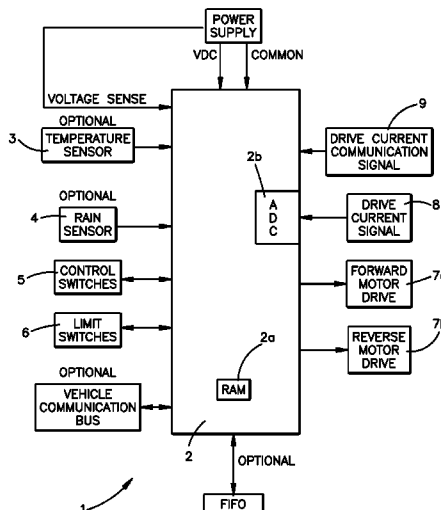 POWER
SUPPLY
VDC
COMMON
VOLTAGE SENSE
OPTIONAL
3
TEMPERATURE
SENSOR
OPTIONAL
4
RAIN
SENSOR
5
CONTROL
SWITCHES
6
LIMIT
SWITCHES
OPTIONAL
VEHICLE
COMMUNICATION
BUS
2b
A
D
C
2a
RAM
2
9
DRIVE CURRENT
COMMUNICATION
SIGNAL
8
DRIVE
CURRENT
SIGNAL
FORWARD
MOTOR
DRIVE
REVERSE
MOTOR
DRIVE
OPTIONAL
1
FIFO